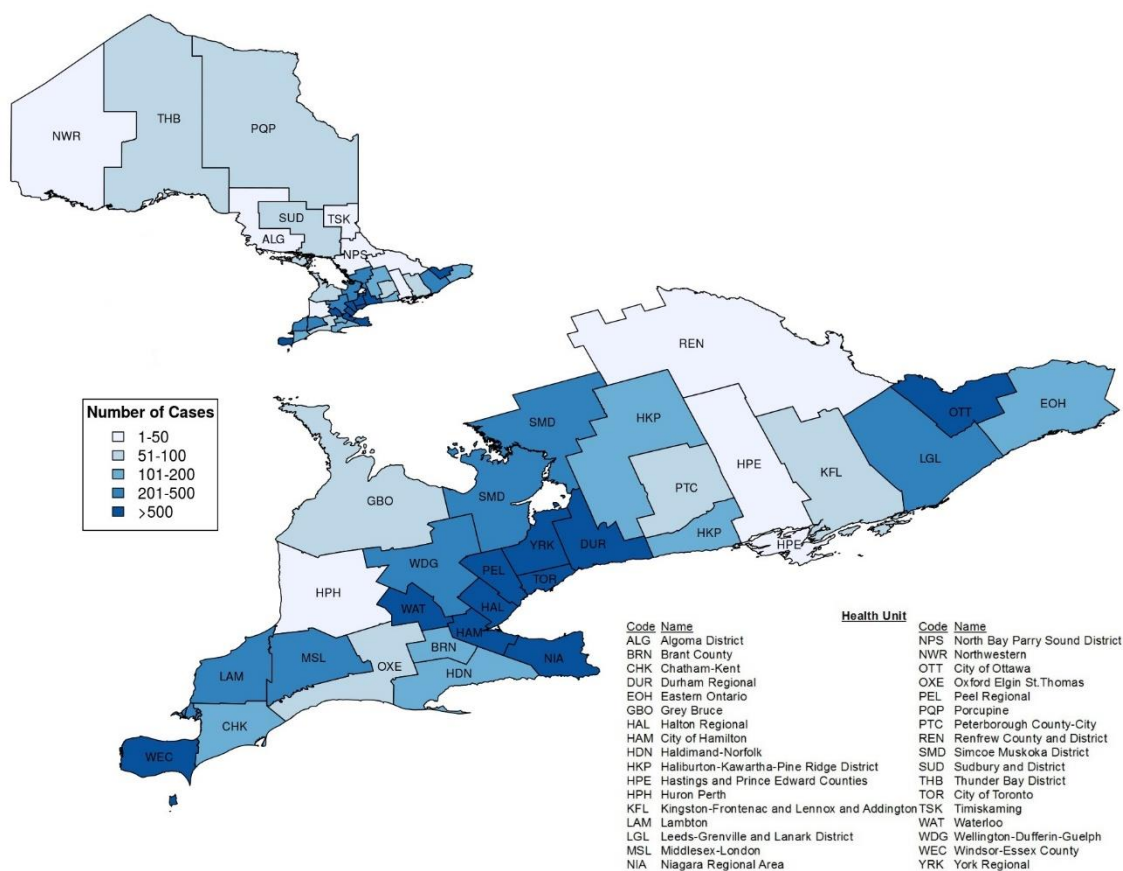 NWR
THB
PQP
SUD
TSK
ALG
NPS
Number of Cases
1-50
51-100
101-200
201-500
>500
REN
SMD
HKP
OTT
EOH
HPE
KFL
LGL
PTC
GBO
SMD
HKP
HPE
YRK
DUR
WDG
PEL
TOR
HPH
WAT
HAL
HAM
BRN
NIA
MSL
OXE
HDN
LAM
CHK
WEC
Health Unit
Code Name
ALG Algoma District
BRN Brant County
CHK Chatham-Kent
DUR Durham Regional
EOH Eastern Ontario
GBO Grey Bruce
HAL Halton Regional
HAM City of Hamilton
HDN Haldimand-Norfolk
HKP Haliburton-Kawartha-Pine Ridge District
HPE Hastings and Prince Edward Counties
HPH Huron Perth
KFL Kingston-Frontenac and Lennox and Addington
LAM Lambton
LGL Leeds-Grenville and Lanark District
MSL Middlesex-London
NIA Niagara Regional Area
Code Name
NPS North Bay Parry Sound District
NWR Northwestern
OTT City of Ottawa
OXE Oxford Elgin St.Thomas
PEL Peel Regional
PQP Porcupine
PTC Peterborough County-City
REN Renfrew County and District
SMD Simcoe Muskoka District
SUD Sudbury and District
THB Thunder Bay District
TOR City of Toronto
TSK Timiskaming
WAT Waterloo
WDG Wellington-Dufferin-Guelph
WEC Windsor-Essex County
YRK York Regional